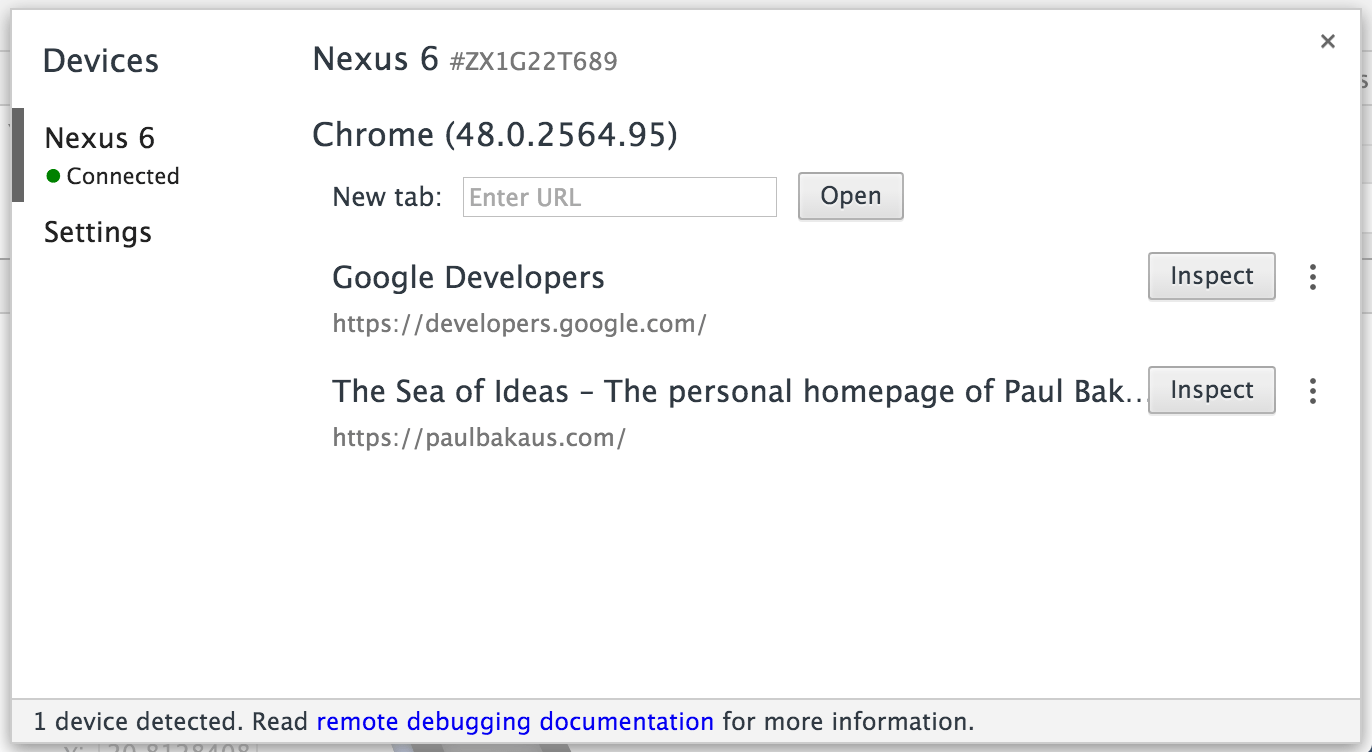 Devices
Nexus 6
Connected
Settings
Nexus 6 #ZX1G22T689
×
Chrome (48.0.2564.95)
New tab: Enter URL Open
Google Developers
Inspect
https://developers.google.com/
The Sea of Ideas – The personal homepage of Paul Bak...
Inspect
https://paulbakaus.com/
1 device detected. Read remote debugging documentation for more information.